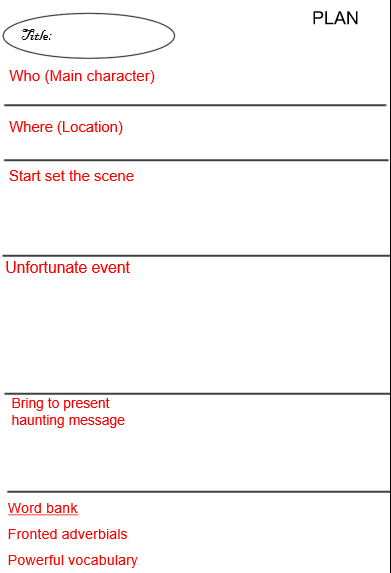 PLAN
Title:
Who (Main character)
Where (Location)
Start set the scene
Unfortunate event
Bring to present
haunting message
Word bank
Fronted adverbials
Powerful vocabulary